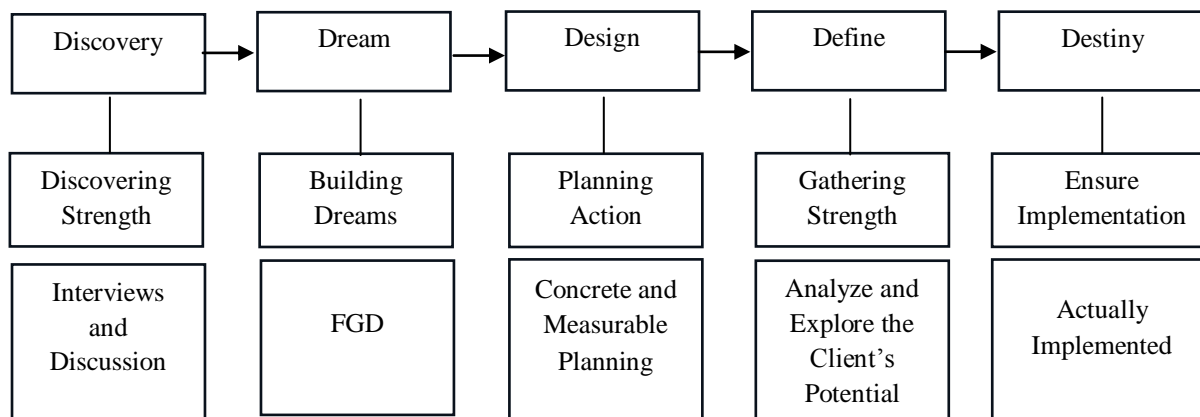 Discovery
Dream
Design
Define
Destiny
Discovering
Strength
Building
Dreams
Planning
Action
Gathering
Strength
Ensure
Implementation
Interviews
and
Discussion
FGD
Concrete and
Measurable
Planning
Analyze and
Explore the
Client’s
Potential
Actually
Implemented